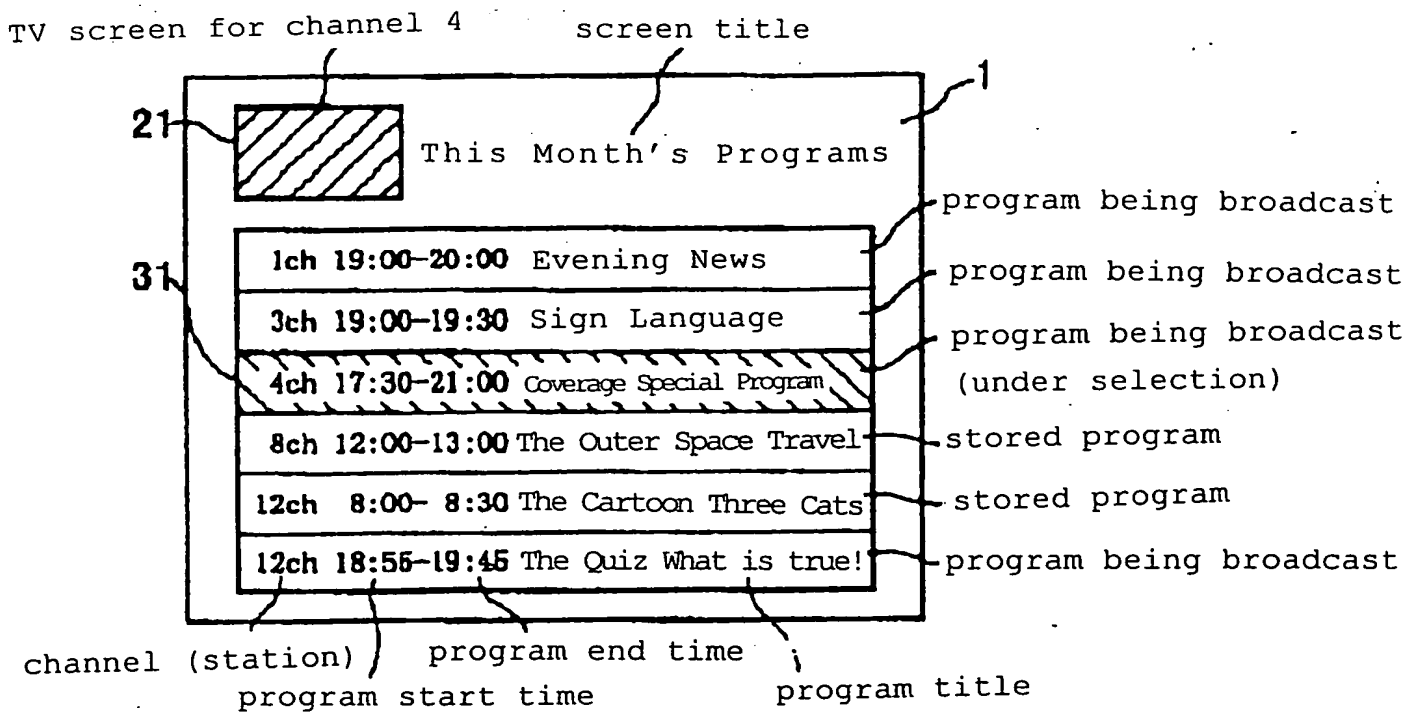 TV screen for channel 4
screen title
1
21
This Month's Programs
program being broadcast
31
1ch 19:00-20:00 Evening News
program being broadcast
3ch 19:00-19:30 Sign Language
program being broadcast
(under selection)
4ch 17:30-21:00 Coverage Special Program
8ch 12:00-13:00 The Outer Space Travel
stored program
12ch 8:00- 8:30 The Cartoon Three Cats
stored program
12ch 18:55-19:45 The Quiz What is true!
program being broadcast
channel (station)
program end time
program start time
program title